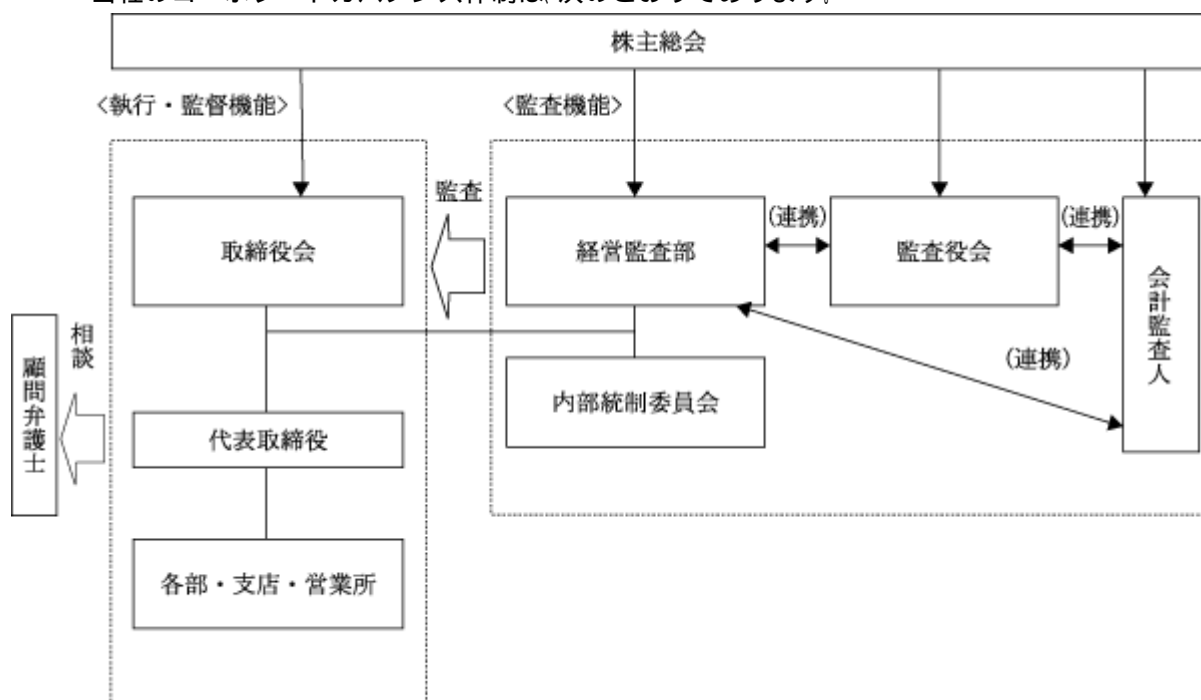 当社のコーポレートガバナンス体制は、次のとおりであります。
株主総会
<執行・監督機能>
<監査機能>
取締役会
監査
経営監査部
(連携)
監査役会
(連携)
会計監査人
(連携)
内部統制委員会
相談
顧問弁護士
代表取締役
各部・支店・営業所